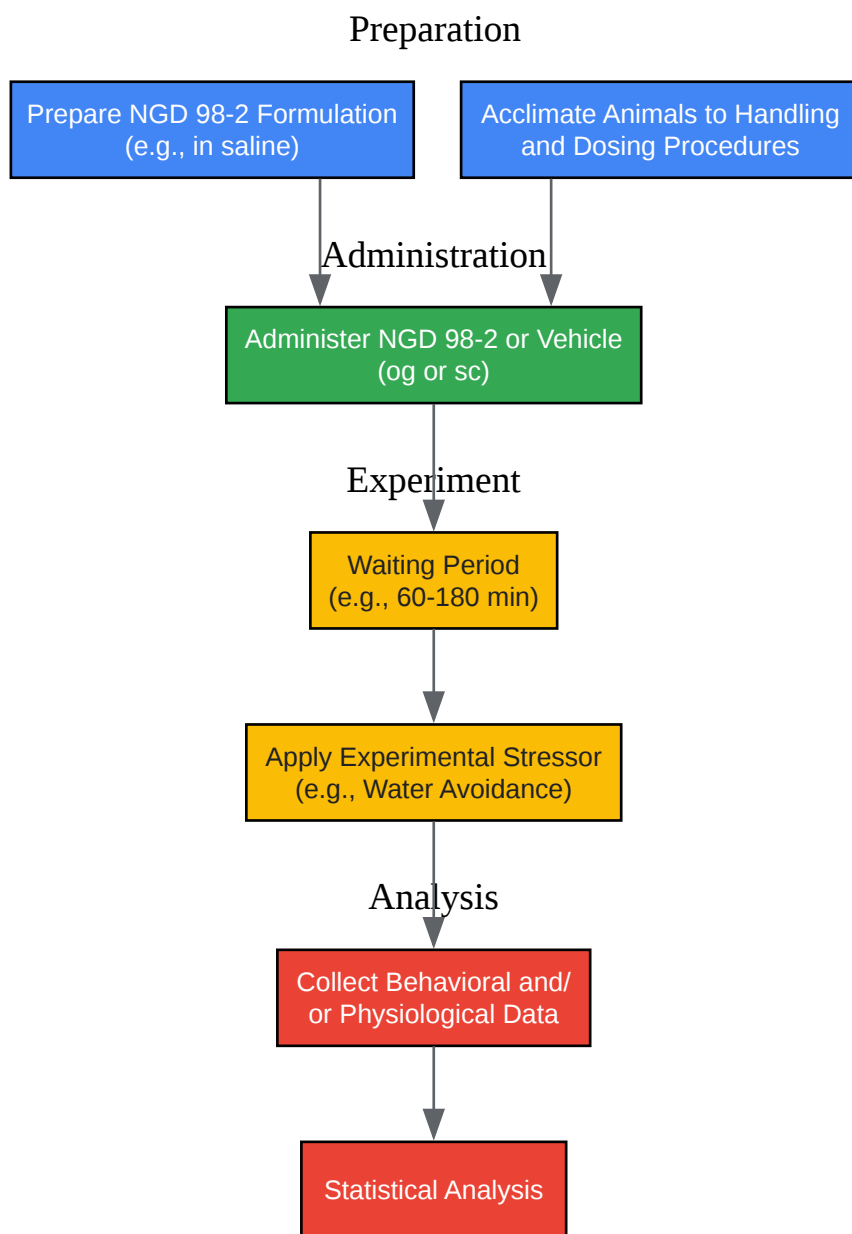 Preparation
Prepare NGD 98-2 Formulation
(e.g., in saline)
Acclimate Animals to Handling
and Dosing Procedures
Administration
Administer NGD 98-2 or Vehicle
(og or sc)
Experiment
Waiting Period
(e.g., 60-180 min)
Apply Experimental Stressor
(e.g., Water Avoidance)
Analysis
Collect Behavioral and/
or Physiological Data
Statistical Analysis